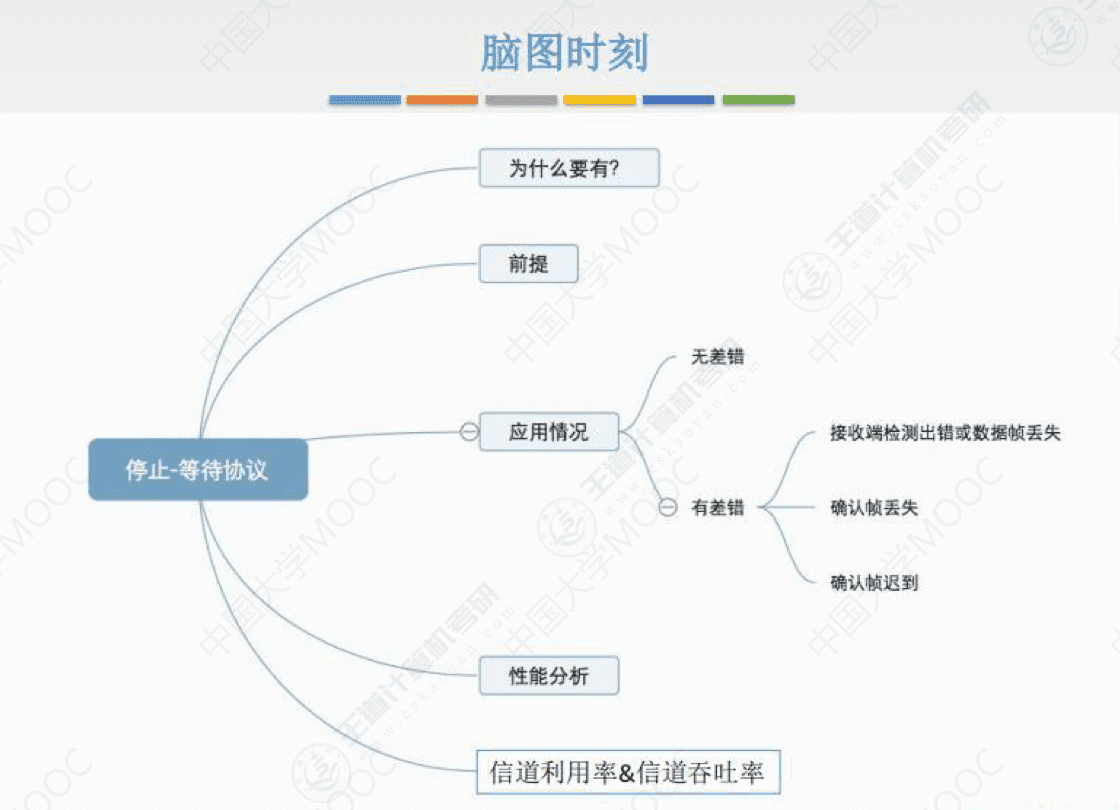 脑图时刻
为什么要有?
前提
无差错
应用情况
接收端检测出错或数据帧丢失
停止-等待协议
有差错
确认帧丢失
确认帧迟到
性能分析
信道利用率&信道吞吐率
中国大学MOOC
王道计算机考研
www.cskaoyan.com